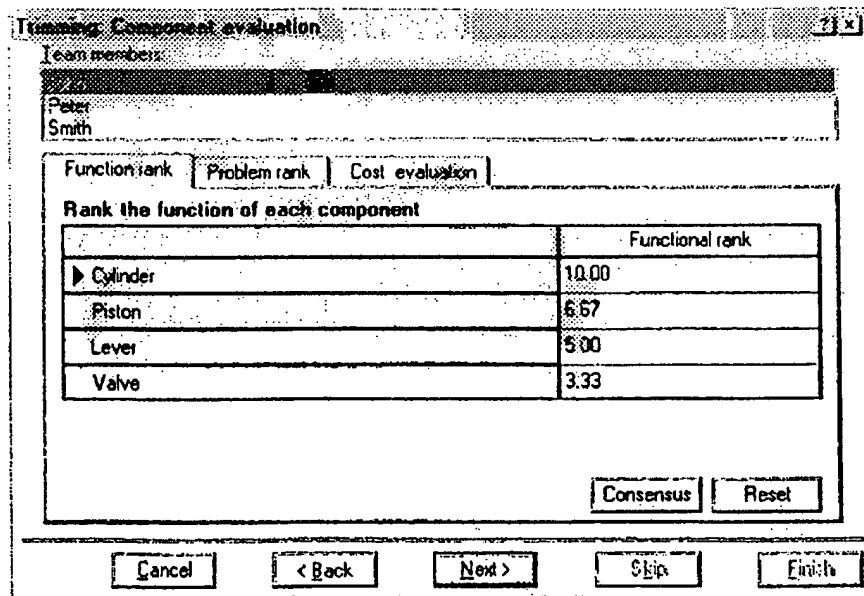 Trimming: Component evaluation ? ×
Team members:
Peter
Smith
Function rank Problem rank Cost evaluation
Rank the function of each component
Functional rank
Cylinder 10.00
Piston 6.67
Lever 5.00
Valve 3.33
Consensus Reset
Cancel < Back Next > Skip Finish